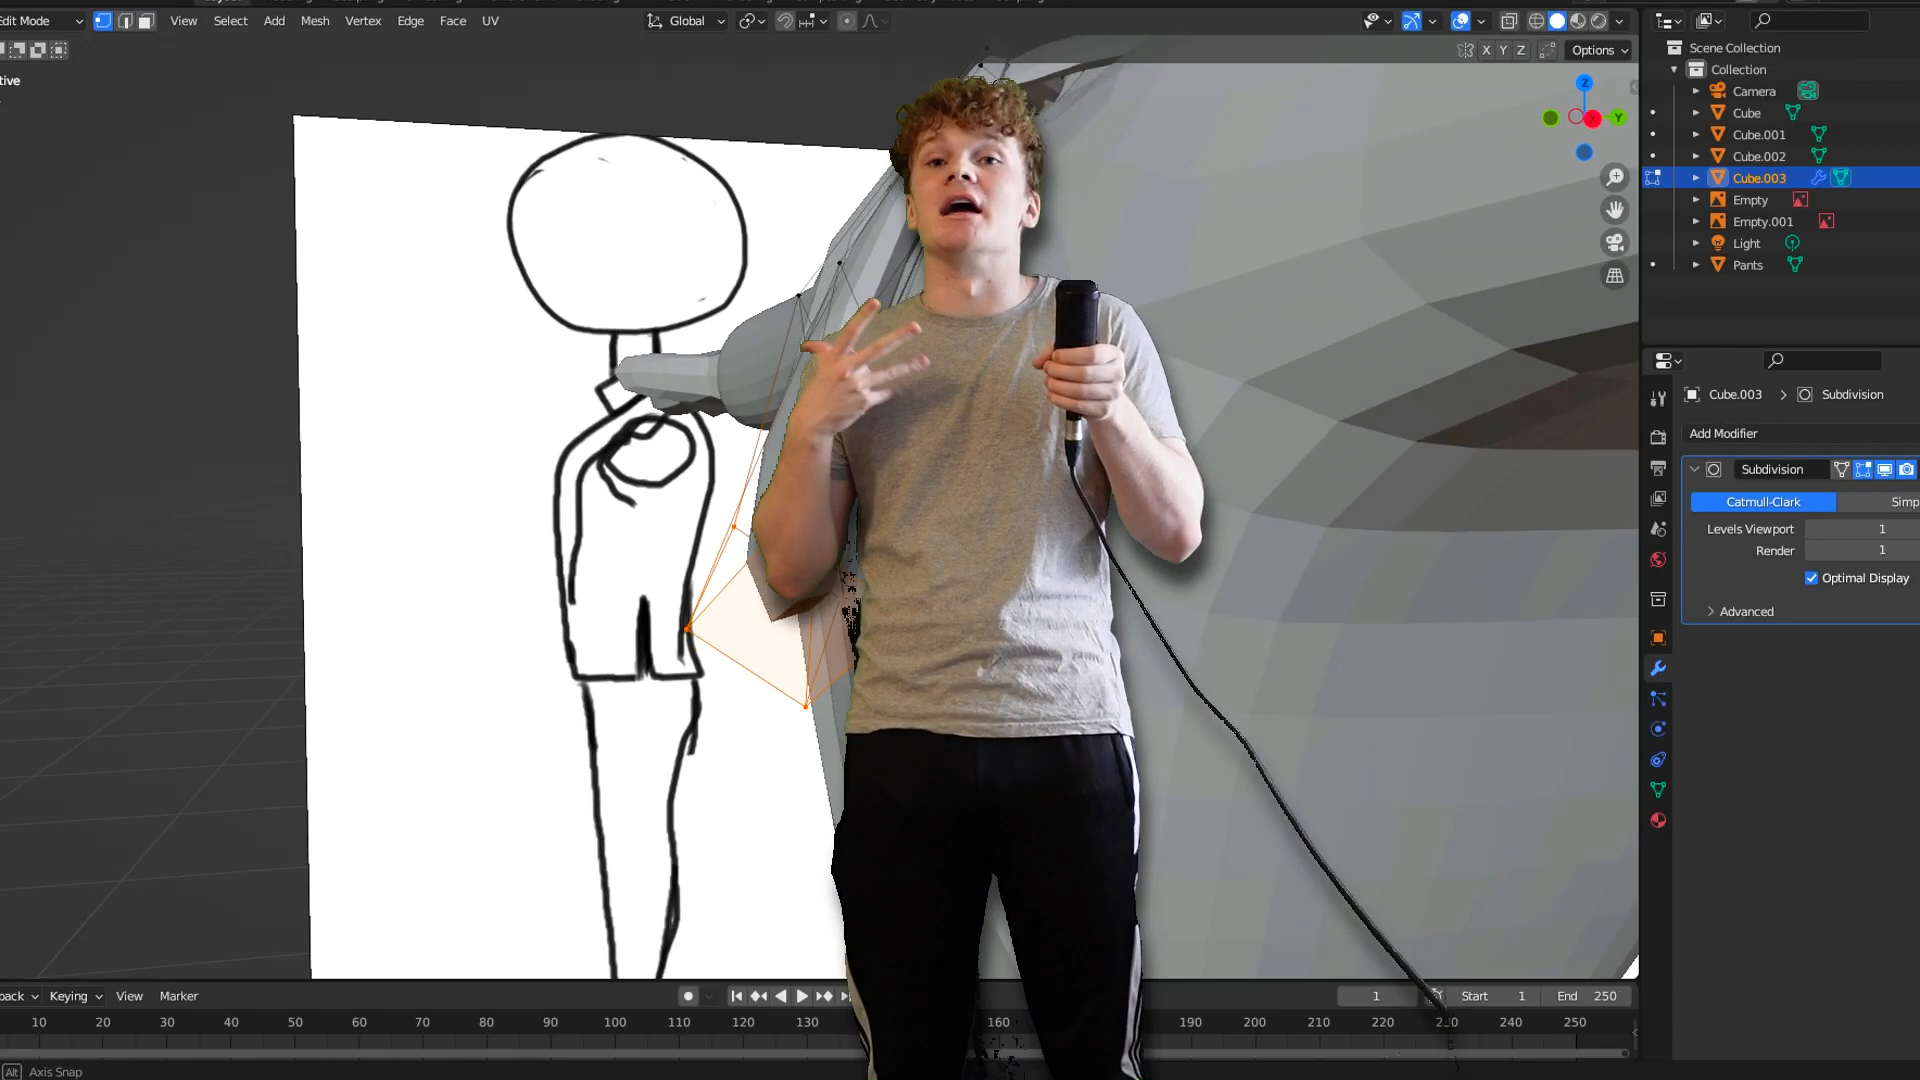 Edit Mode View Select Add Mesh Vertex Edge Face UV Global
X Y Z Options
tive
Z
X Y
Scene Collection
Collection
Camera
Cube
Cube.001
Cube.002
Cube.003
Empty
Empty.001
Light
Pants
Cube.003 > Subdivision
Add Modifier
Subdivision
Catmull-Clark Simp
Levels Viewport 1
Render 1
Optimal Display
Advanced
back Keying View Marker 1 Start 1 End 250
10 20 30 40 50 60 70 80 90 100 110 120 130 160 190 200 210 220 230 240 250
Alt Axis Snap